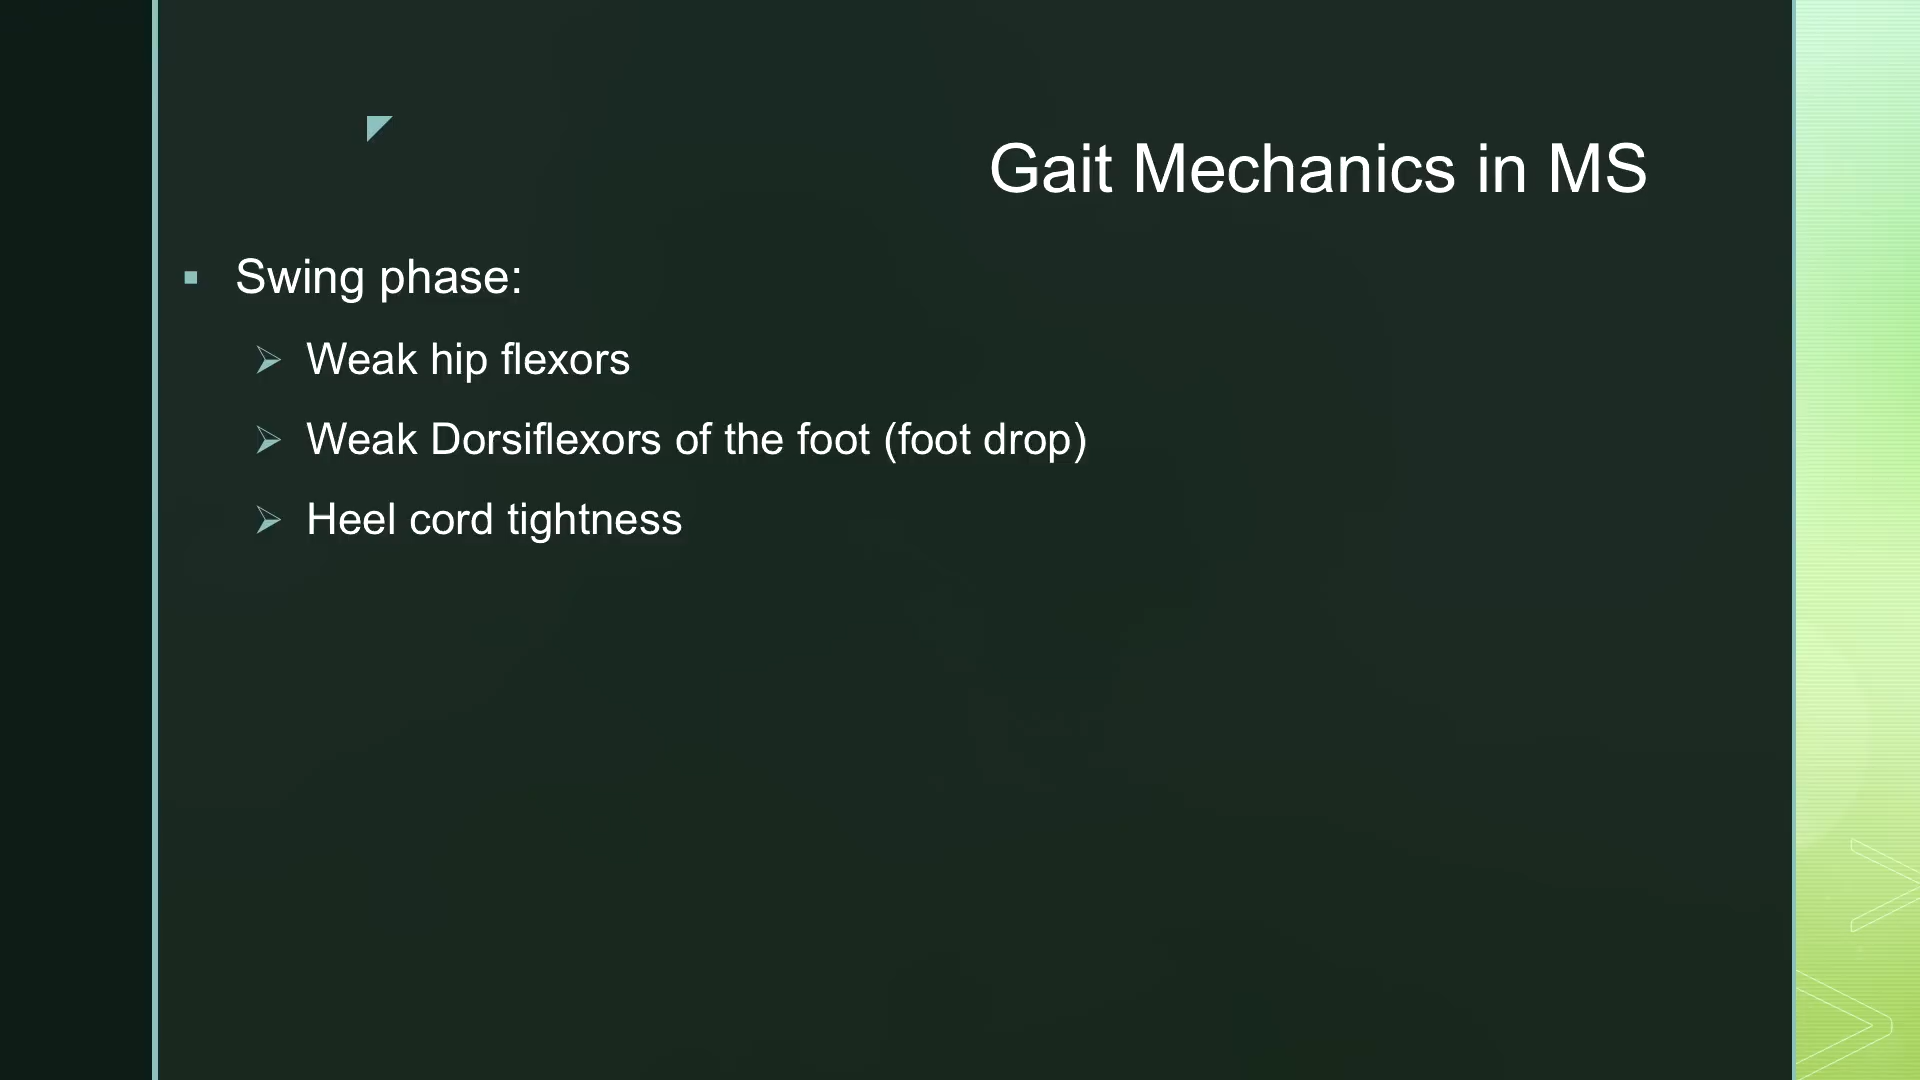 Gait Mechanics in MS
▪ Swing phase:
➢ Weak hip flexors
➢ Weak Dorsiflexors of the foot (foot drop)
➢ Heel cord tightness